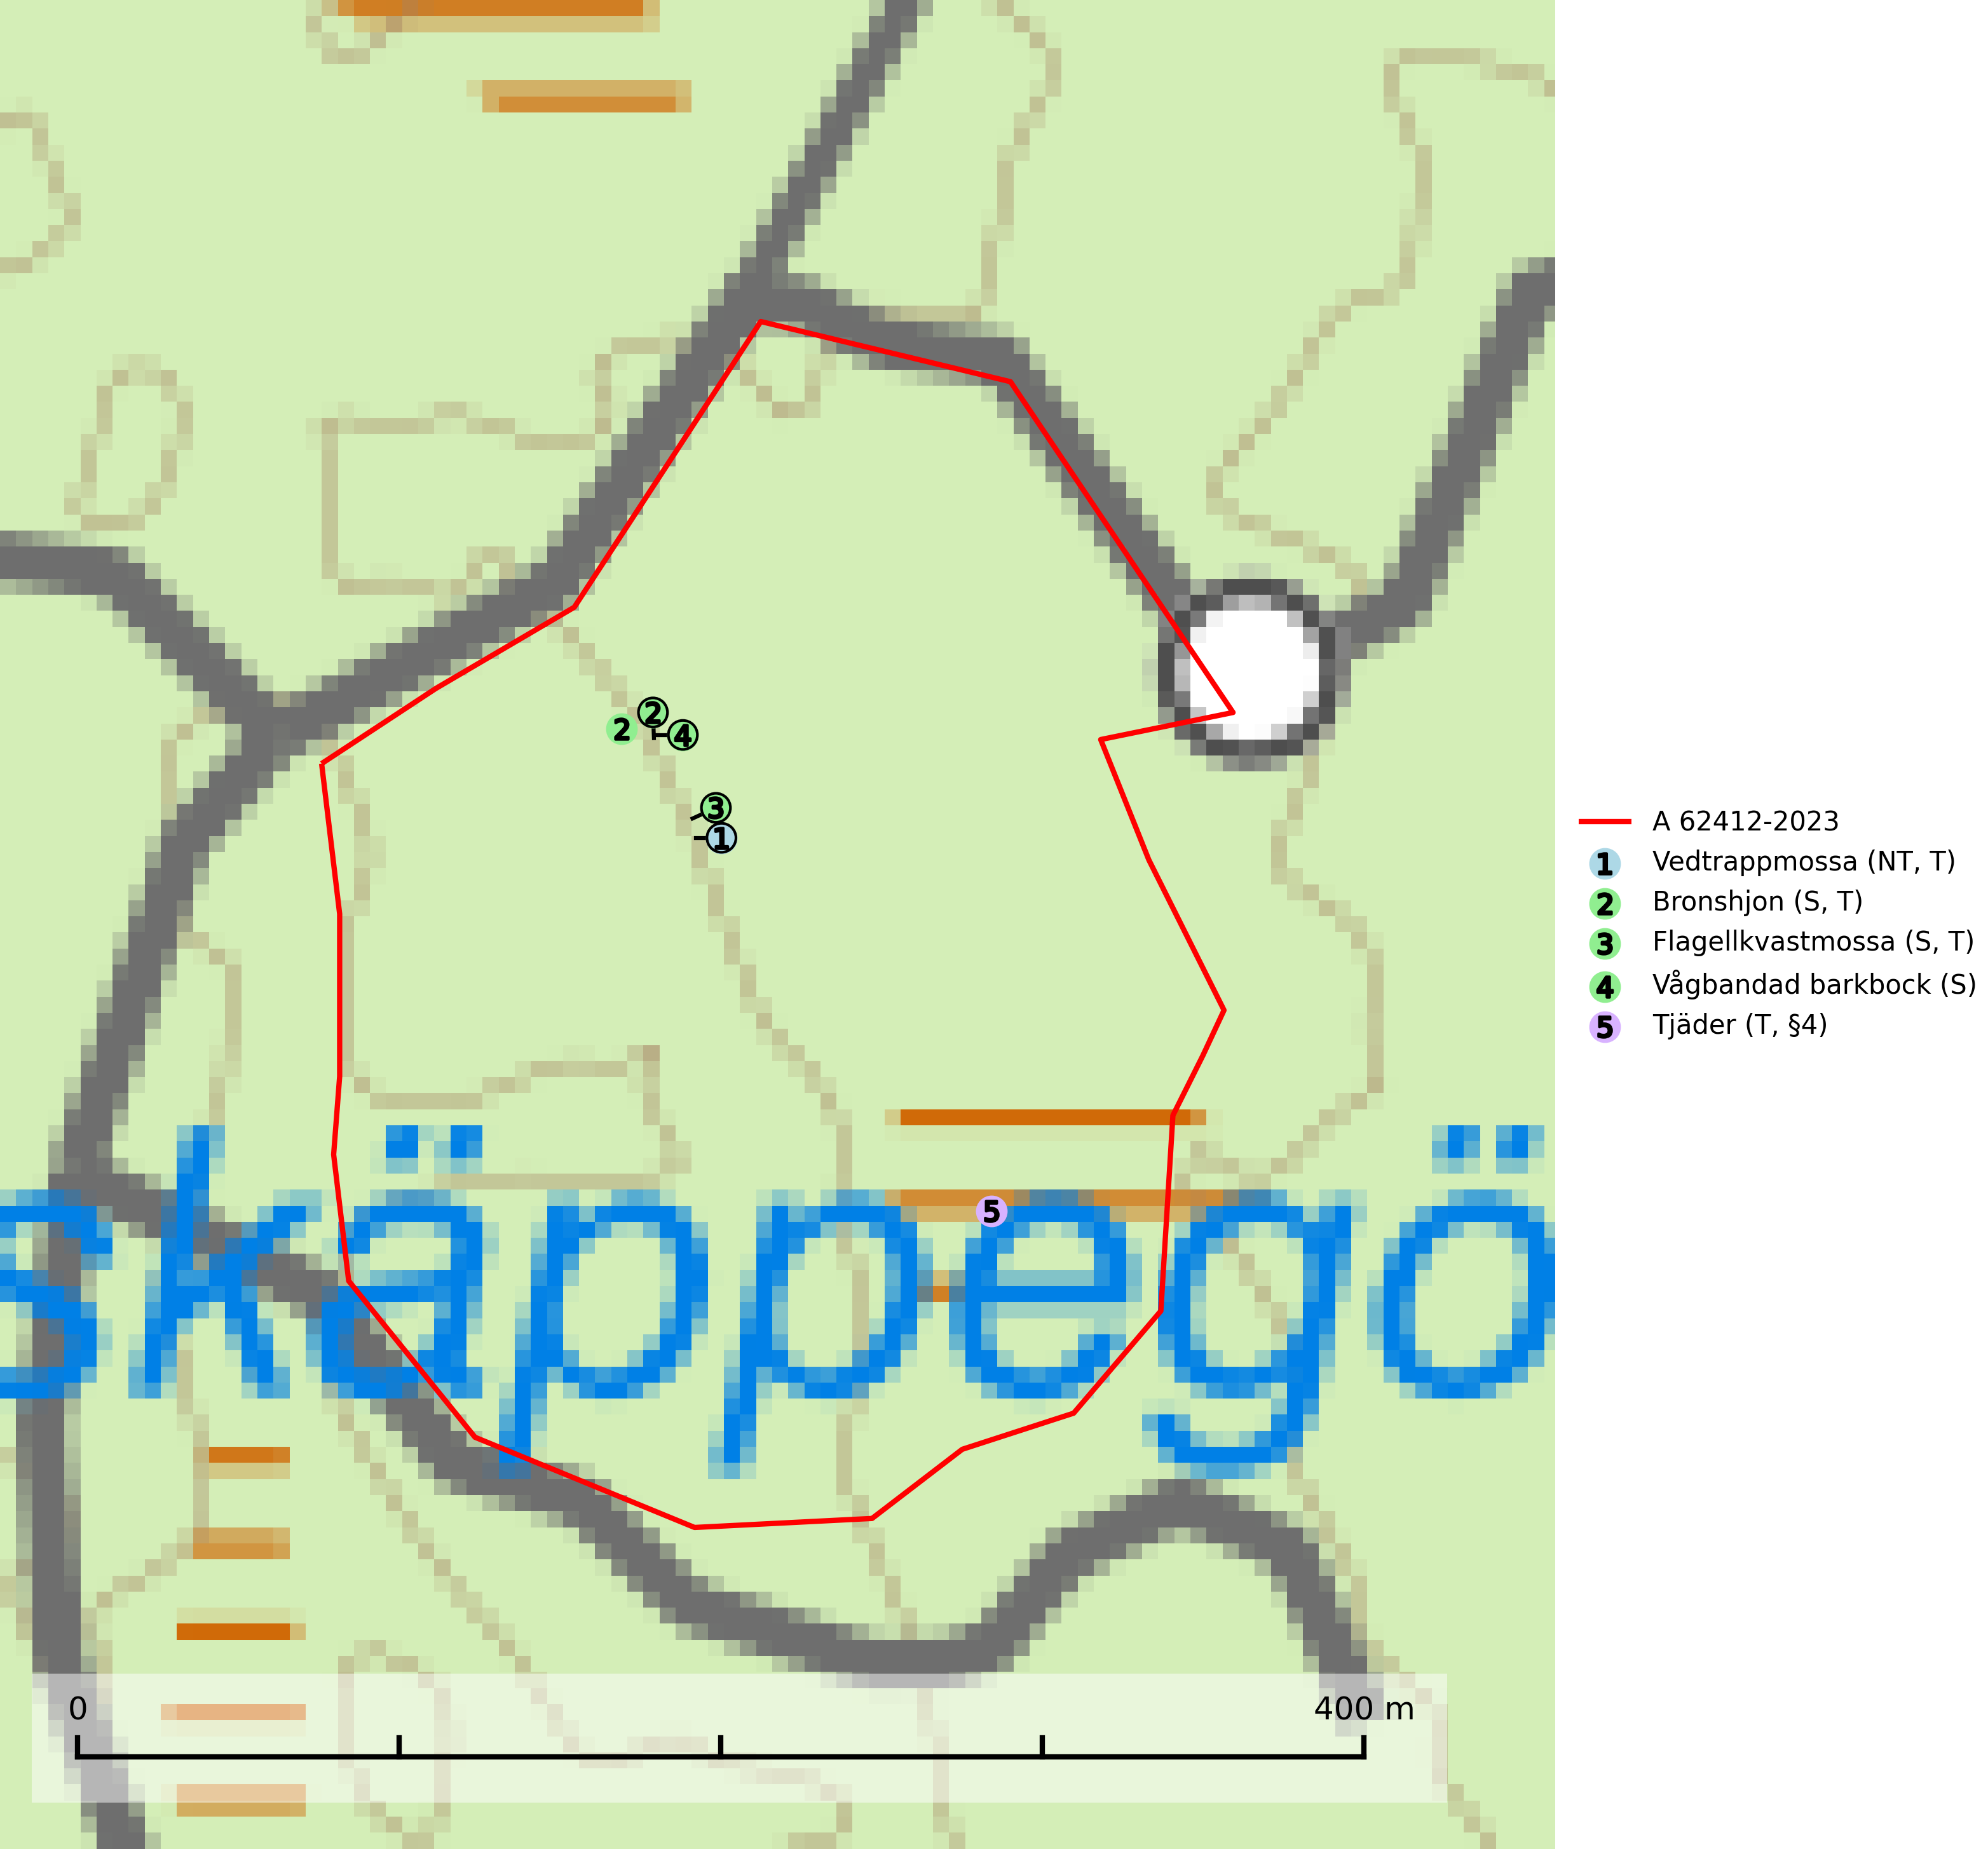 2
2
4
3
1
5
skäppegö
0
400 m
A 62412-2023
1 Vedtrappmossa (NT, T)
2 Bronshjon (S, T)
3 Flagellkvastmossa (S, T)
4 Vågbandad barkbock (S)
5 Tjäder (T, §4)